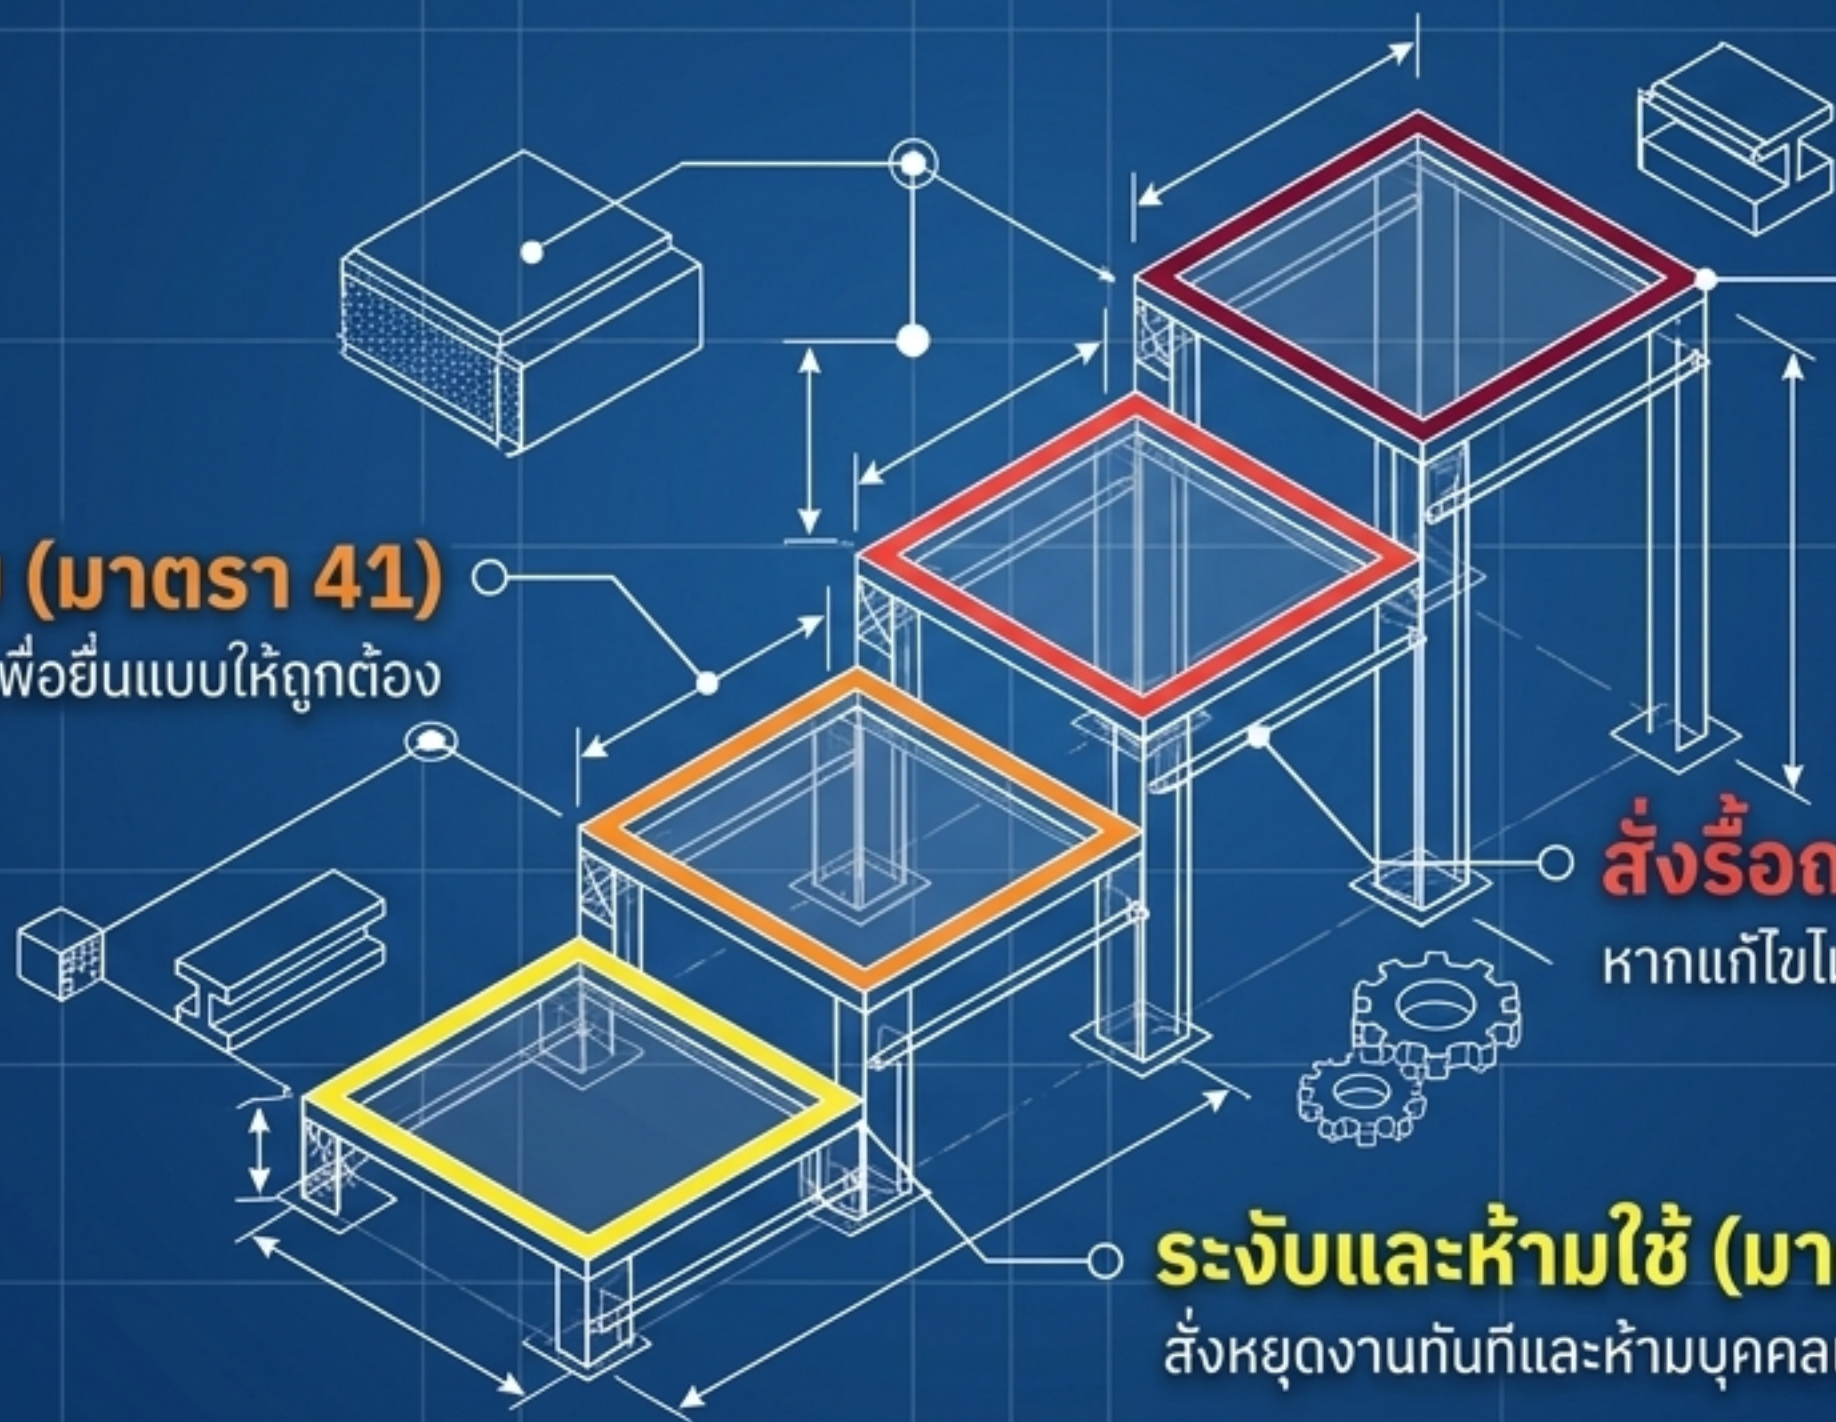 (มาตรา 41)
พื่อยื่นแบบให้ถูกต้อง
สั่งรื้อถ
หากแก้ไขไ
ระงับและห้ามใช้ (มา
สั่งหยุดงานทันทีและห้ามบุคคล